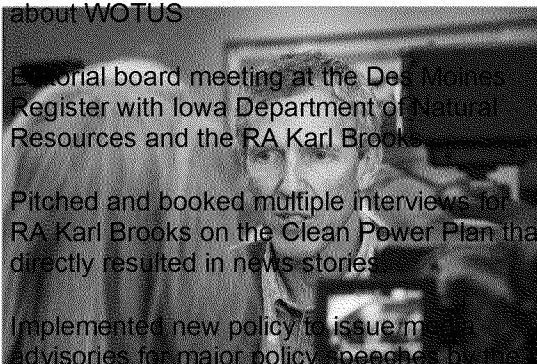 about WOTUS
Editorial board meeting at the Des Moines
Register with Iowa Department of Natural
Resources and the RA Karl Brooks.
Pitched and booked multiple interviews for
RA Karl Brooks on the Clean Power Plan tha
directly resulted in news stories.
Implemented new policy to issue media
advisories for major policy speeches by the